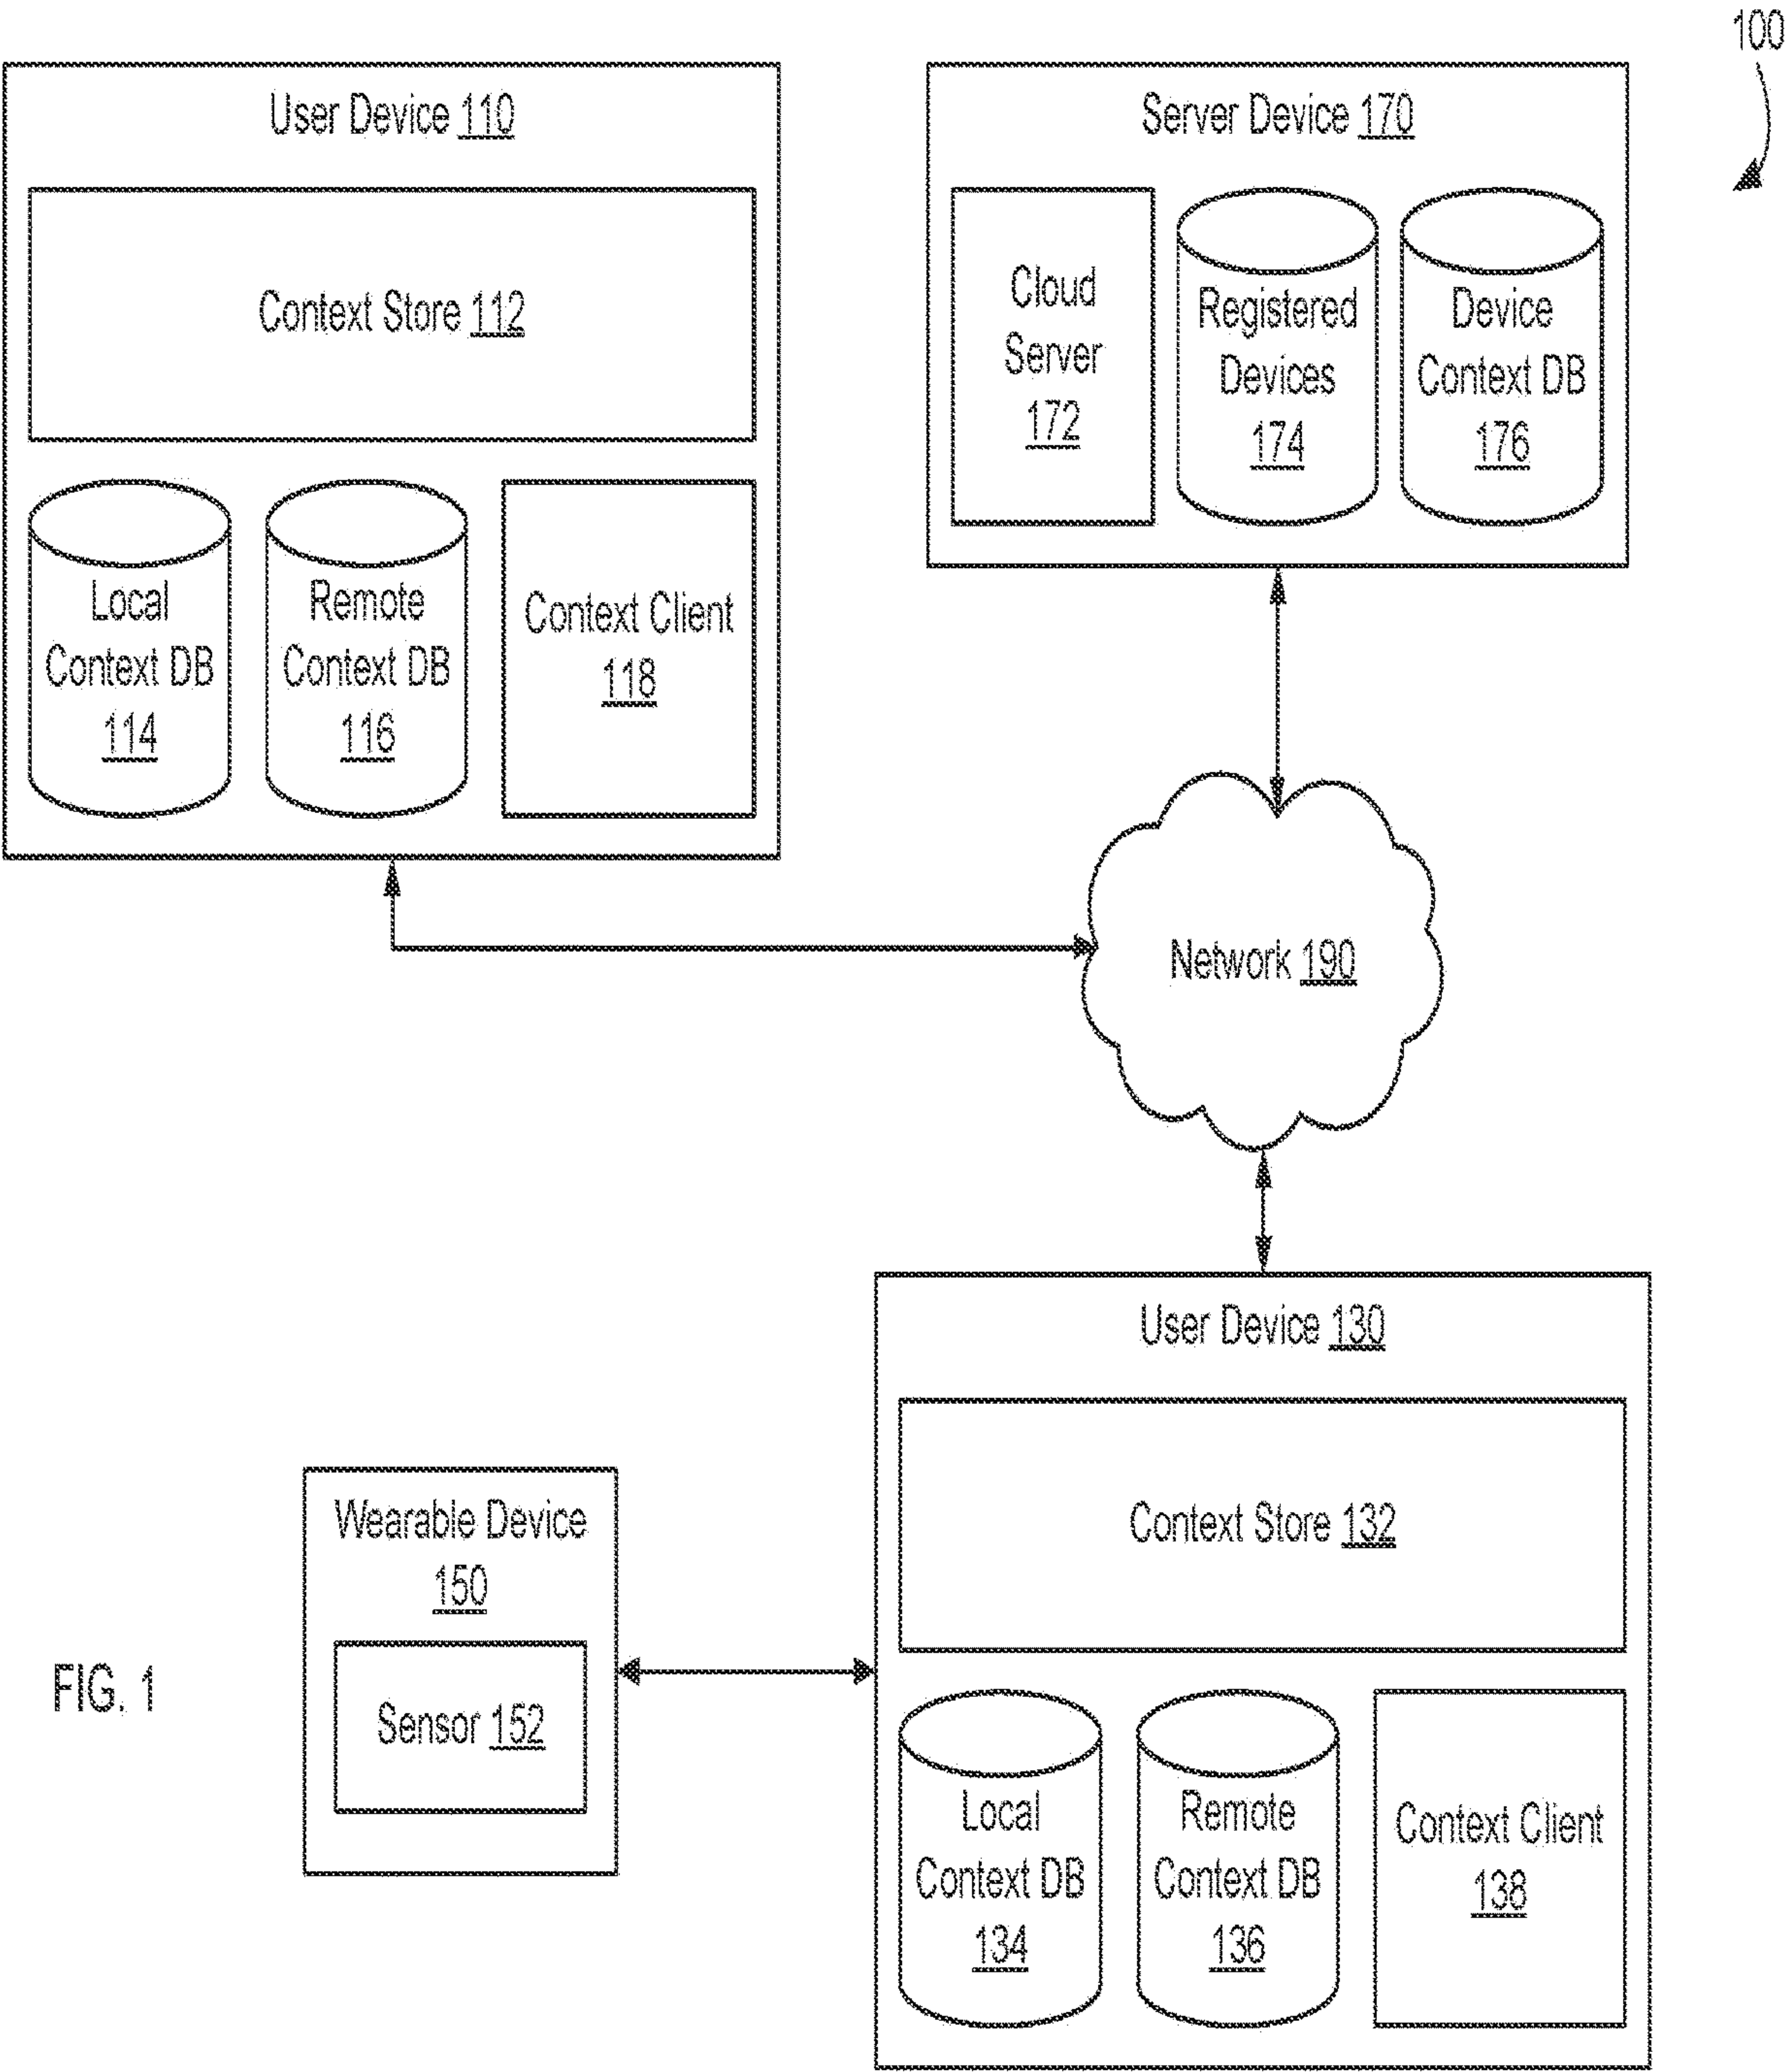 100
User Device 110
Context Store 112
Local
Context DB
114
Remote
Context DB
116
Context Client
118
Server Device 170
Cloud
Server
172
Registered
Devices
174
Device
Context DB
176
Network 190
User Device 130
Context Store 132
Local
Context DB
134
Remote
Context DB
136
Context Client
138
Wearable Device
150
Sensor 152
FIG. 1